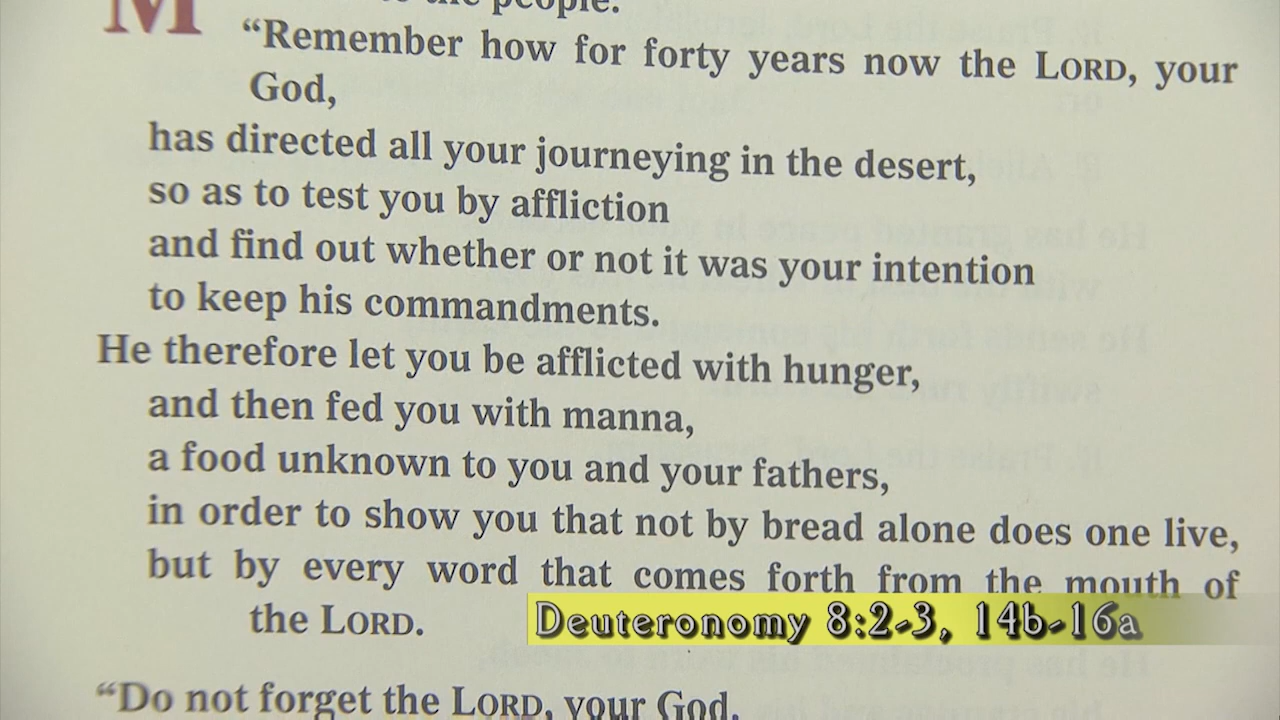 M to the people:
“Remember how for forty years now the LORD, your
God,
has directed all your journeying in the desert,
so as to test you by affliction
and find out whether or not it was your intention
to keep his commandments.
He therefore let you be afflicted with hunger,
and then fed you with manna,
a food unknown to you and your fathers,
in order to show you that not by bread alone does one live,
but by every word that comes forth from the mouth of
the LORD.
Deuteronomy 8:2-3, 14b-16a
“Do not forget the LORD, your God,